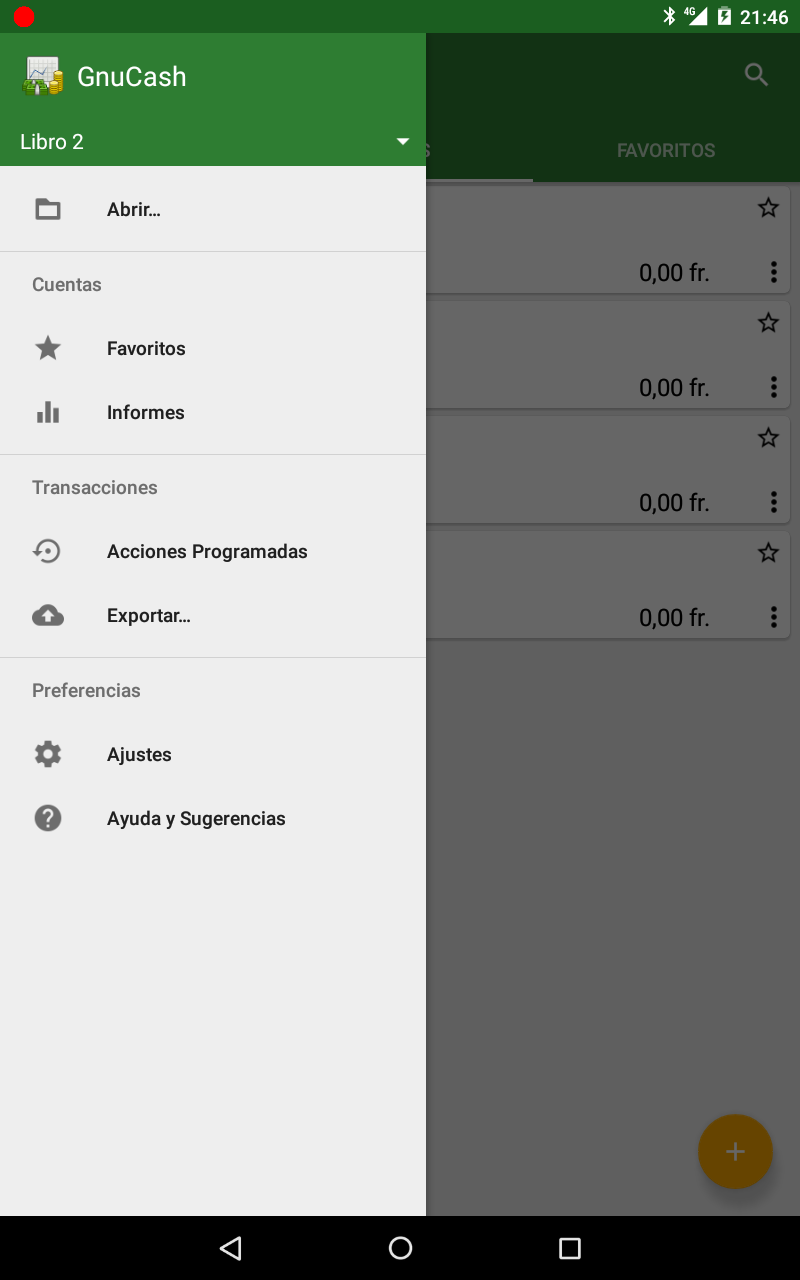 4G 21:46
GnuCash
Libro 2
S FAVORITOS
Abrir...
0,00 fr.
Cuentas
Favoritos
0,00 fr.
Informes
Transacciones
0,00 fr.
Acciones Programadas
Exportar...
0,00 fr.
Preferencias
Ajustes
Ayuda y Sugerencias